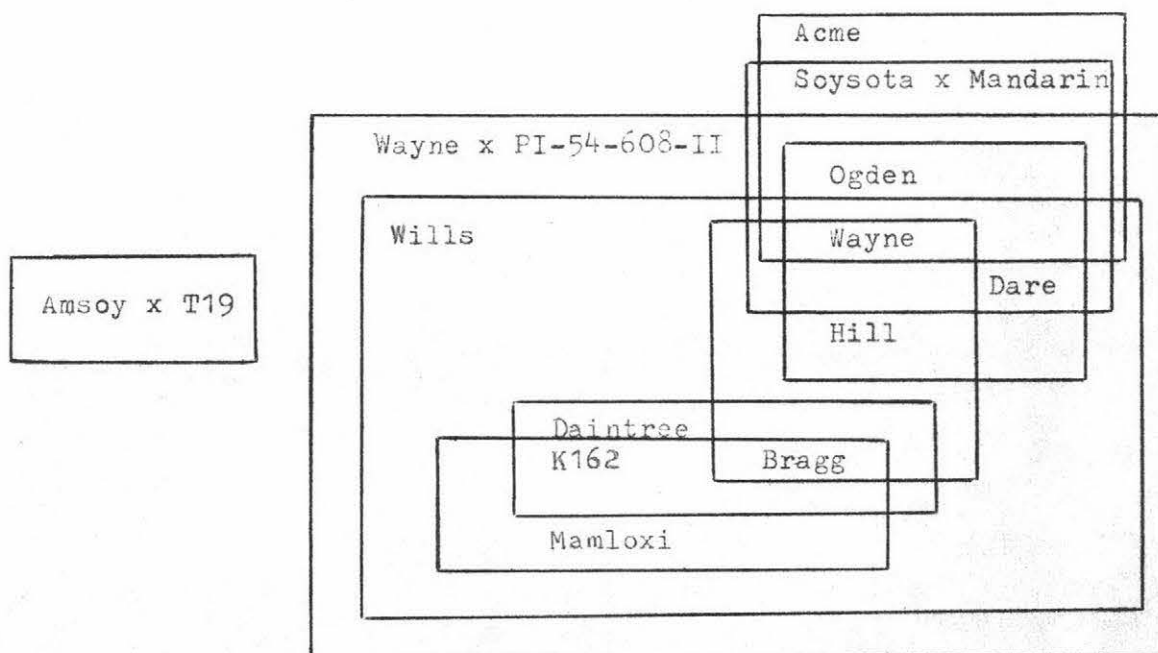 Acme
Soysota x Mandarin
Wayne x PI-54-608-II
Ogden
Wills
Wayne
Amsoy x T19
Dare
Hill
Daintree
K162
Bragg
Mamloxi